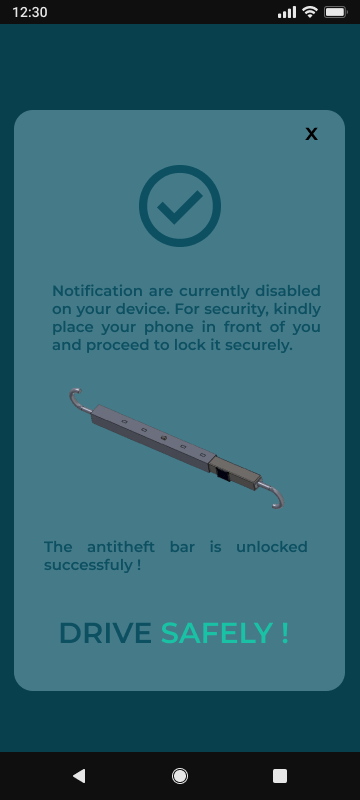 12:30
X
Notification are currently disabled
on your device. For security, kindly
place your phone in front of you
and proceed to lock it securely.
The antitheft bar is unlocked
successfuly !
DRIVE SAFELY !